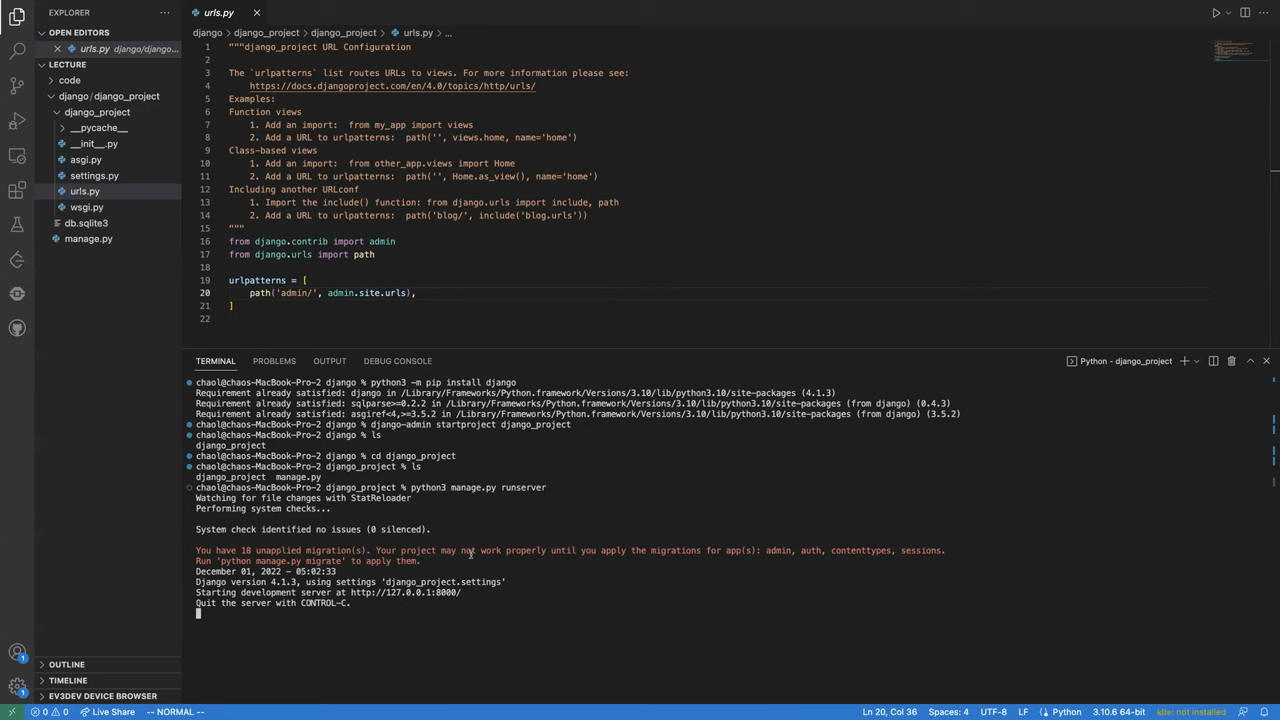 EXPLORER
OPEN EDITORS
urls.py django/django...
LECTURE
code
django/django_project
django_project
__pycache__
__init__.py
asgi.py
settings.py
urls.py
wsgi.py
db.sqlite3
manage.py
OUTLINE
TIMELINE
EV3DEV DEVICE BROWSER
urls.py
django > django_project > django_project > urls.py > ...
1 """django_project URL Configuration
2
3 The `urlpatterns` list routes URLs to views. For more information please see:
4 https://docs.djangoproject.com/en/4.0/topics/http/urls/
5 Examples:
6 Function views
7 1. Add an import:  from my_app import views
8 2. Add a URL to urlpatterns:  path('', views.home, name='home')
9 Class-based views
10 1. Add an import:  from other_app.views import Home
11 2. Add a URL to urlpatterns:  path('', Home.as_view(), name='home')
12 Including another URLconf
13 1. Import the include() function: from django.urls import include, path
14 2. Add a URL to urlpatterns:  path('blog/', include('blog.urls'))
15 """
16 from django.contrib import admin
17 from django.urls import path
18
19 urlpatterns = [
20 path('admin/', admin.site.urls),
21 ]
22
TERMINAL PROBLEMS OUTPUT DEBUG CONSOLE
Python - django_project
chaol@chaos-MacBook-Pro-2 django % python3 -m pip install django
Requirement already satisfied: django in /Library/Frameworks/Python.framework/Versions/3.10/lib/python3.10/site-packages (4.1.3)
Requirement already satisfied: sqlparse>=0.2.2 in /Library/Frameworks/Python.framework/Versions/3.10/lib/python3.10/site-packages (from django) (0.4.3)
Requirement already satisfied: asgiref<4,>=3.5.2 in /Library/Frameworks/Python.framework/Versions/3.10/lib/python3.10/site-packages (from django) (3.5.2)
chaol@chaos-MacBook-Pro-2 django % django-admin startproject django_project
chaol@chaos-MacBook-Pro-2 django % ls
django_project
chaol@chaos-MacBook-Pro-2 django % cd django_project
chaol@chaos-MacBook-Pro-2 django_project % ls
django_project  manage.py
chaol@chaos-MacBook-Pro-2 django_project % python3 manage.py runserver
Watching for file changes with StatReloader
Performing system checks...
System check identified no issues (0 silenced).
You have 18 unapplied migration(s). Your project may not work properly until you apply the migrations for app(s): admin, auth, contenttypes, sessions.
Run 'python manage.py migrate' to apply them.
December 01, 2022 - 05:02:33
Django version 4.1.3, using settings 'django_project.settings'
Starting development server at http://127.0.0.1:8000/
Quit the server with CONTROL-C.
1
1
0 0 Live Share -- NORMAL -- Ln 20, Col 36 Spaces: 4 UTF-8 LF Python 3.10.6 64-bit kite: not installed